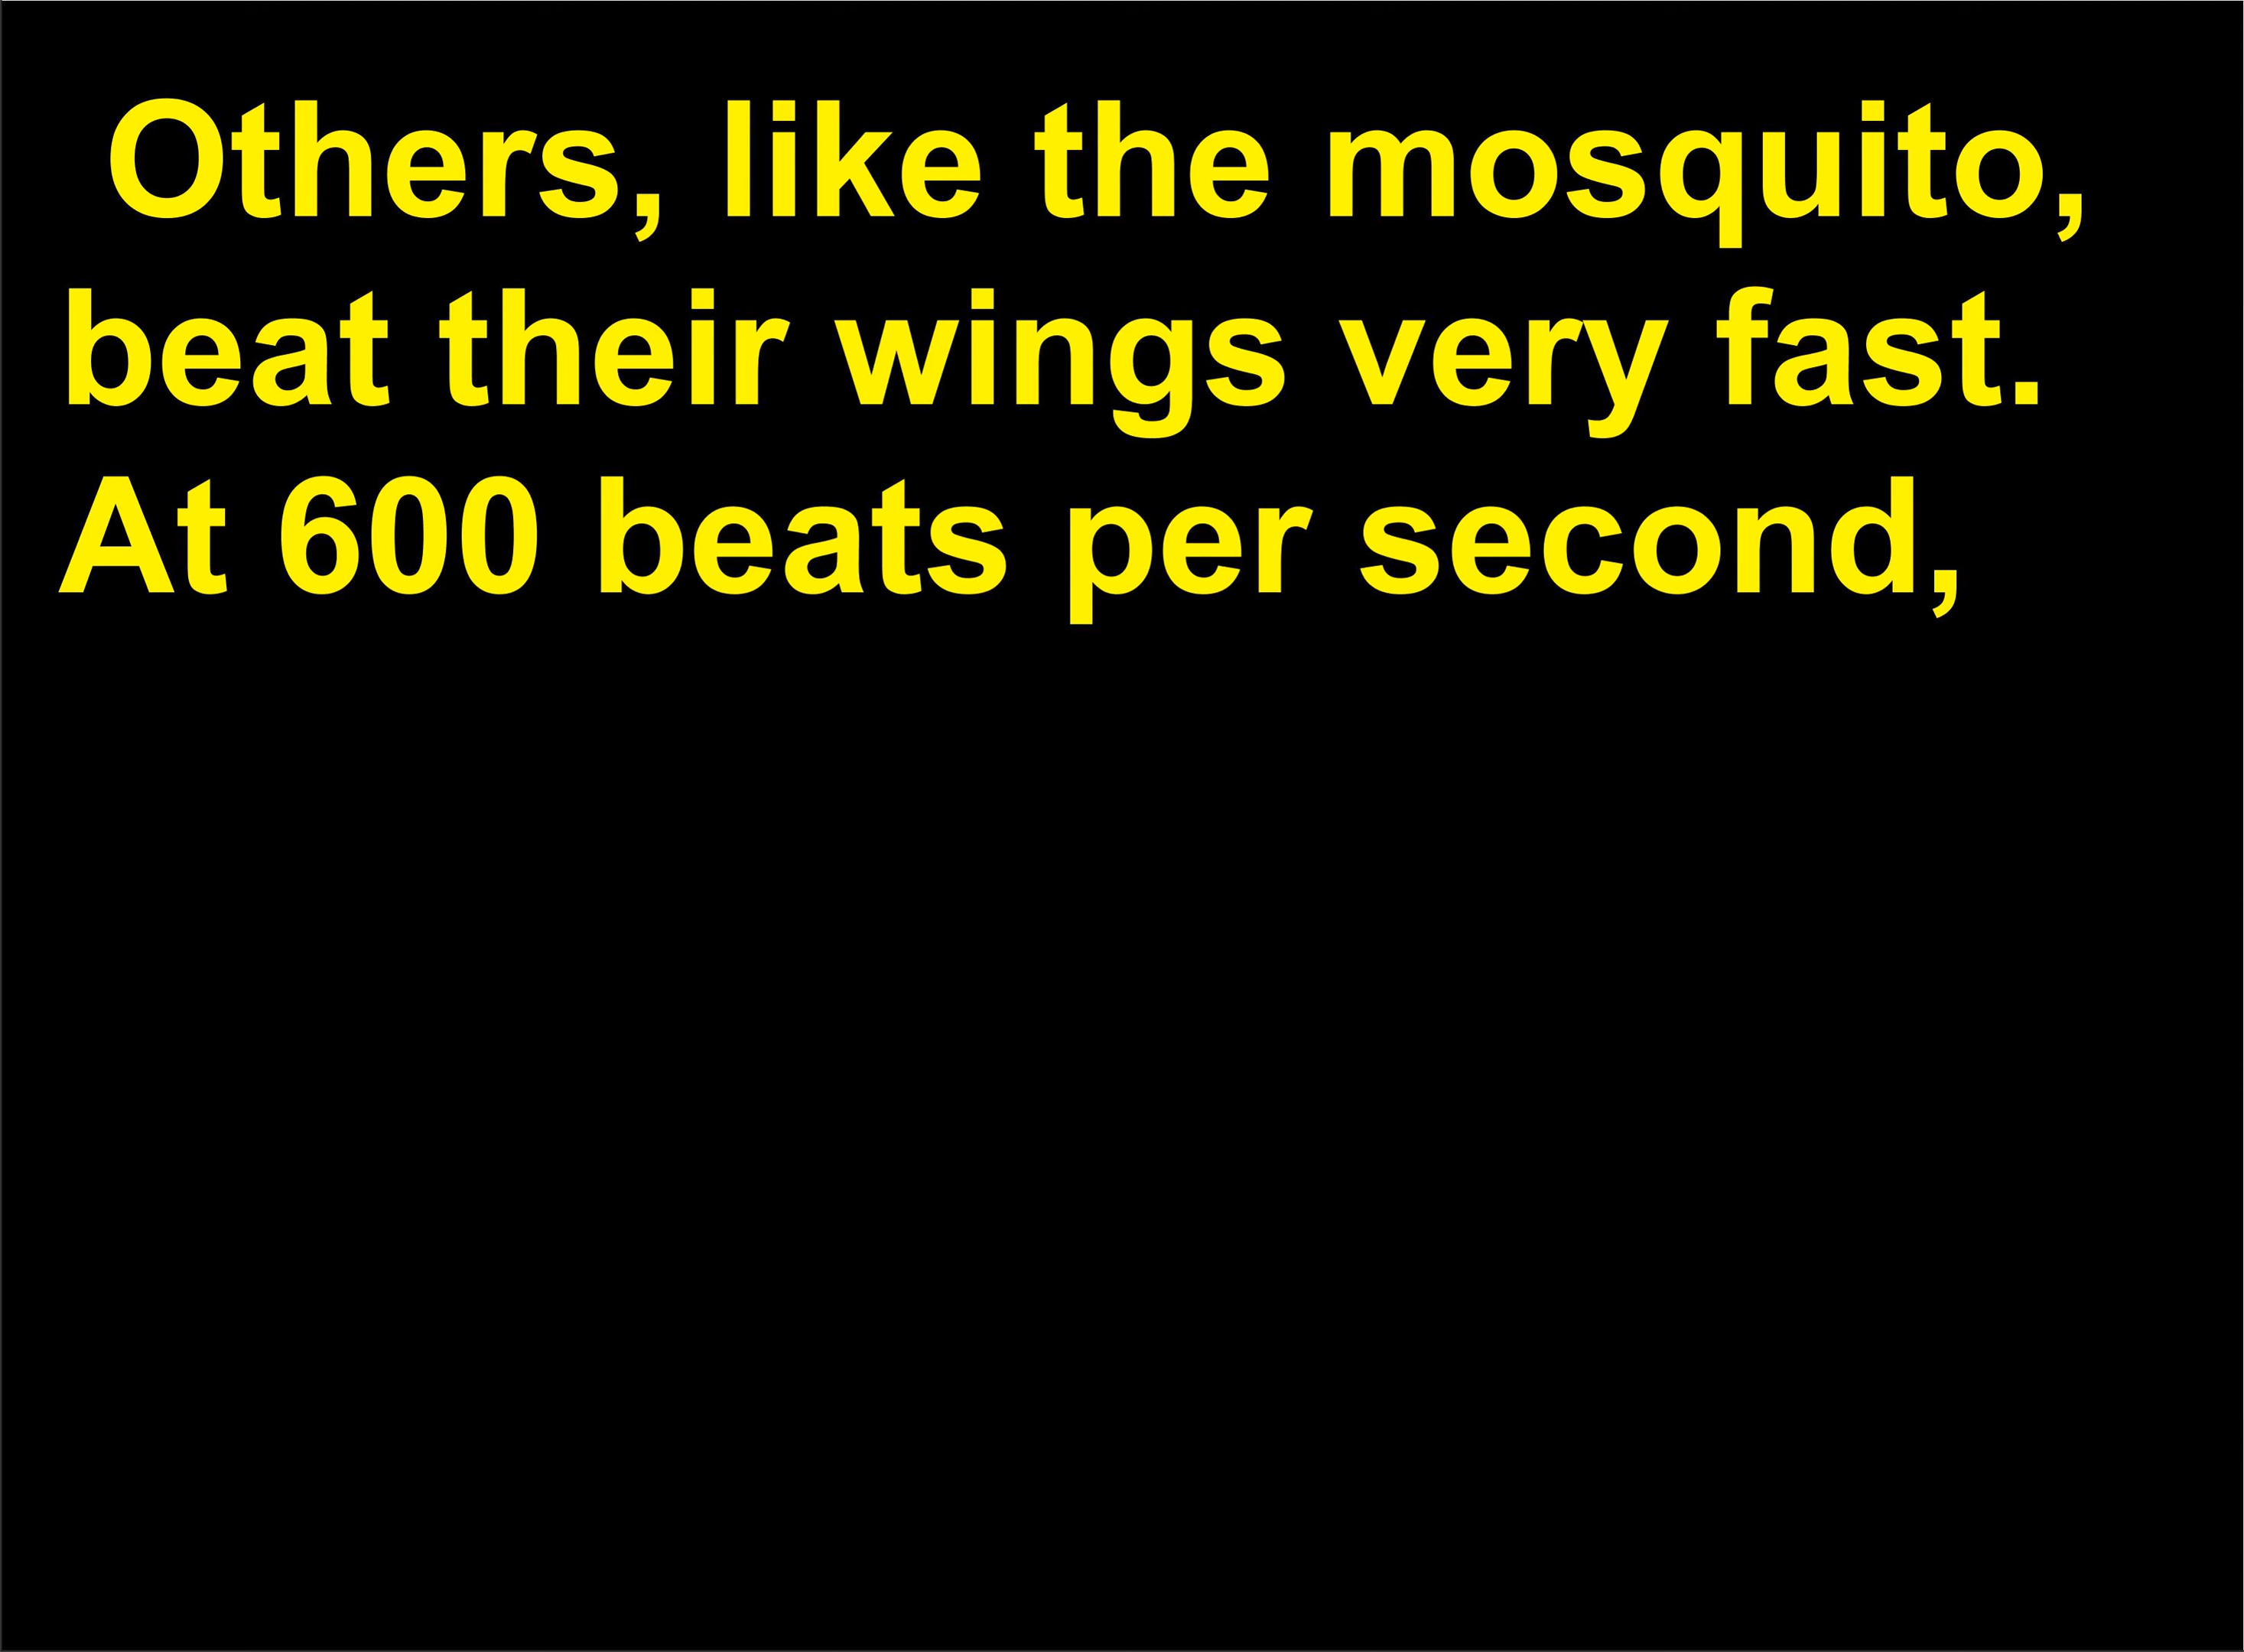 Others, like the mosquito,
beat their wings very fast.
At 600 beats per second,